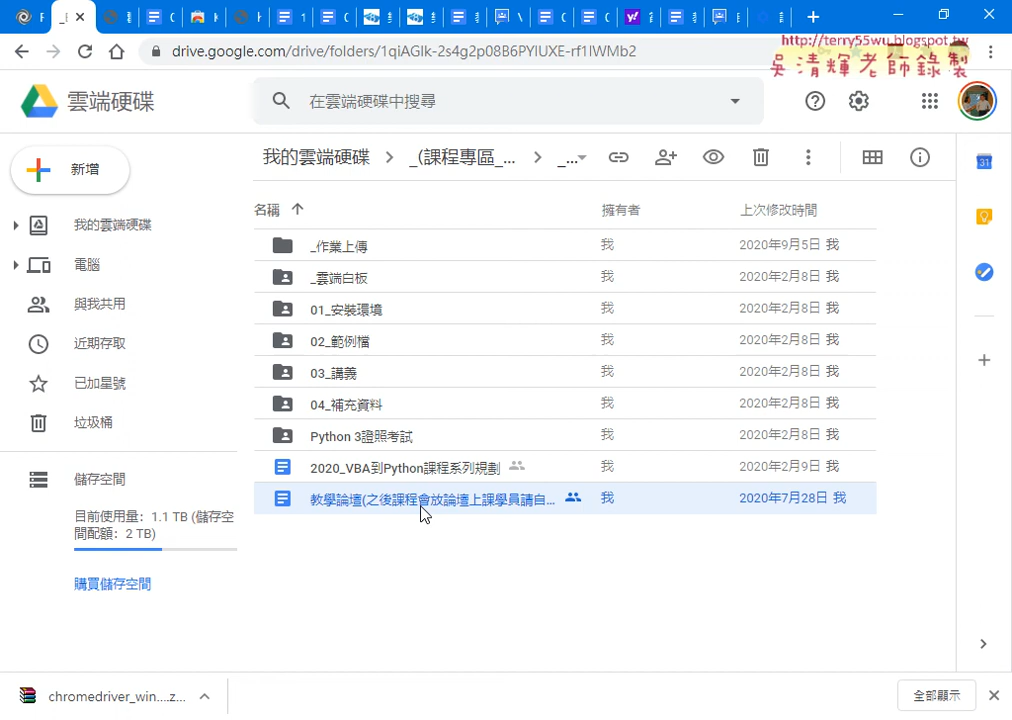 drive.google.com/drive/folders/1qiAGIk-2s4g2p08B6PYIUXE-rf1IWMb2
http://terry55wu.blogspot.tw
吳清輝老師錄製
雲端硬碟
在雲端硬碟中搜尋
新增
我的雲端硬碟
電腦
與我共用
近期存取
已加星號
垃圾桶
儲存空間
目前使用量：1.1 TB (儲存空
間配額：2 TB)
購買儲存空間
我的雲端硬碟 > _(課程專區_... > _...
名稱 擁有者 上次修改時間
_作業上傳 我 2020年9月5日 我
_雲端白板 我 2020年2月8日 我
01_安裝環境 我 2020年2月8日 我
02_範例檔 我 2020年2月8日 我
03_講義 我 2020年2月8日 我
04_補充資料 我 2020年2月8日 我
Python 3證照考試 我 2020年2月8日 我
2020_VBA到Python課程系列規劃 我 2020年2月9日 我
教學論壇(之後課程會放論壇上課學員請自... 我 2020年7月28日 我
31
chromedriver_win....z...
全部顯示